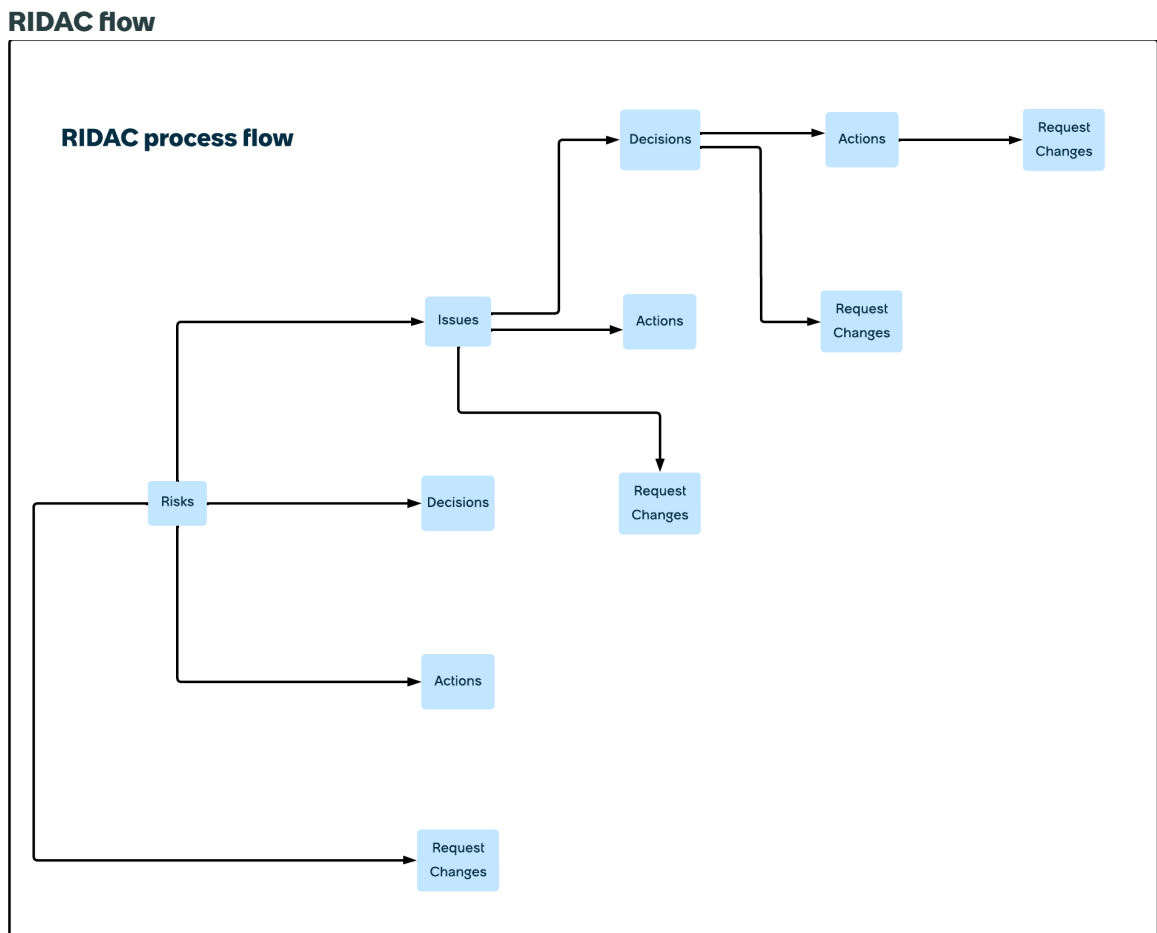 RIDAC flow
RIDAC process flow
Decisions
Actions
Request
Changes
Issues
Actions
Request
Changes
Risks
Decisions
Request
Changes
Actions
Request
Changes